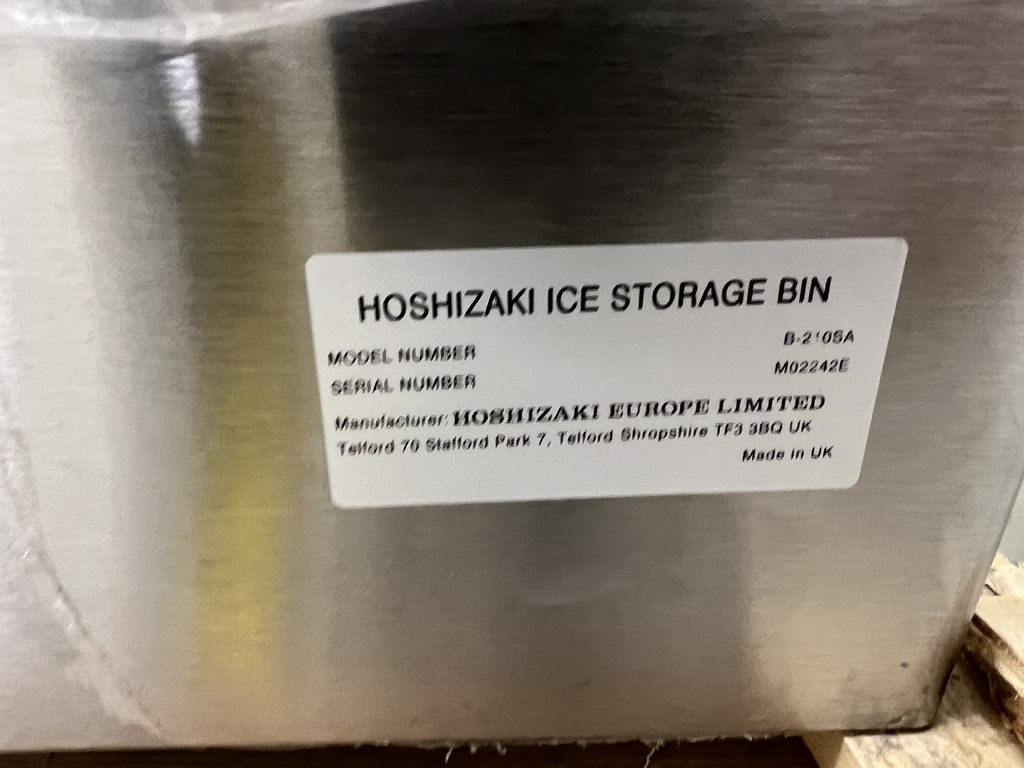 HOSHIZAKI ICE STORAGE BIN
MODEL NUMBER B-210SA
SERIAL NUMBER M02242E
Manufacturer: HOSHIZAKI EUROPE LIMITED
Telford 70 Stafford Park 7, Telford Shropshire TF3 3BQ UK
Made in UK